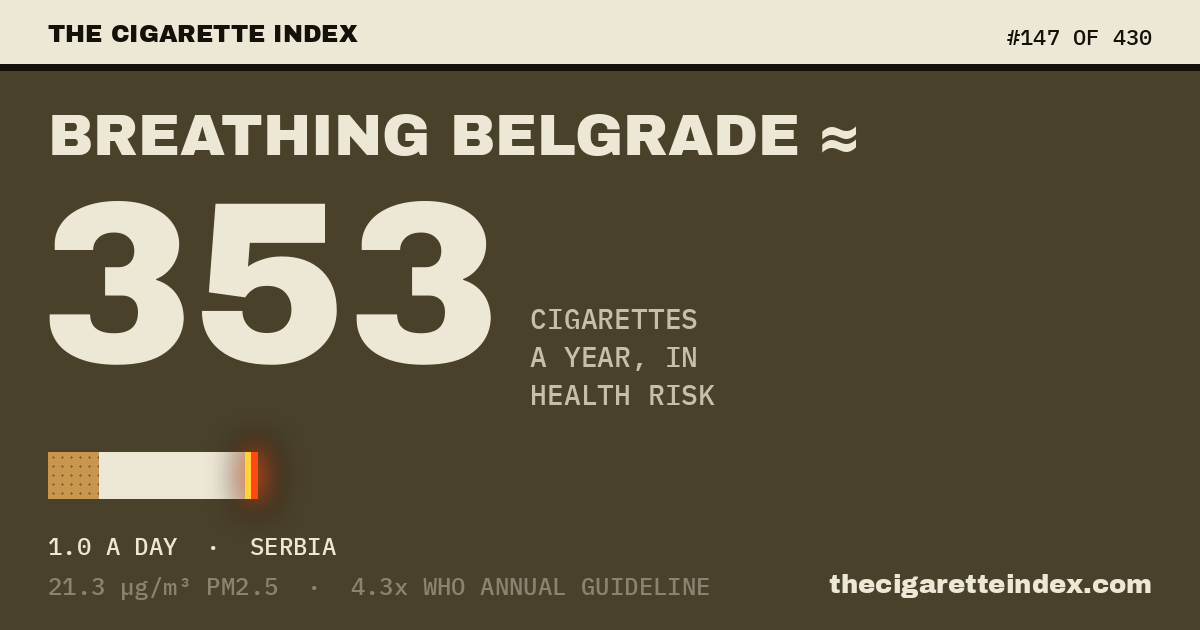 THE CIGARETTE INDEX
#147 OF 430
BREATHING BELGRADE ≈
353
CIGARETTES
A YEAR, IN
HEALTH RISK
1.0 A DAY · SERBIA
21.3 µg/m³ PM2.5 · 4.3x WHO ANNUAL GUIDELINE
thecigaretteindex.com